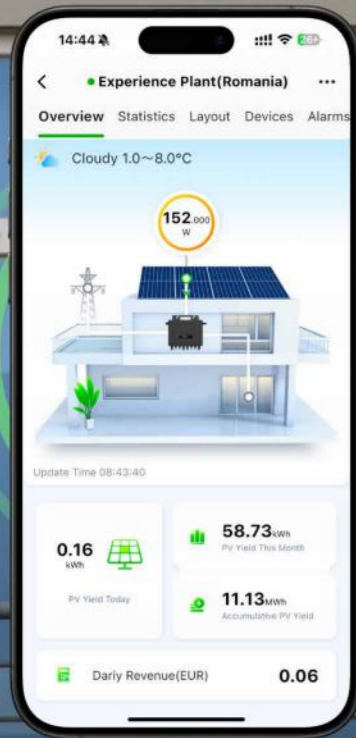 14:44
26
Experience Plant(Romania)
Overview Statistics Layout Devices Alarms
Cloudy 1.0~8.0°C
152.000
W
Update Time 08:43:40
0.16
kWh
PV Yield Today
58.73kWh
PV Yield This Month
11.13MWh
Accumulative PV Yield
Dariy Revenue(EUR) 0.06